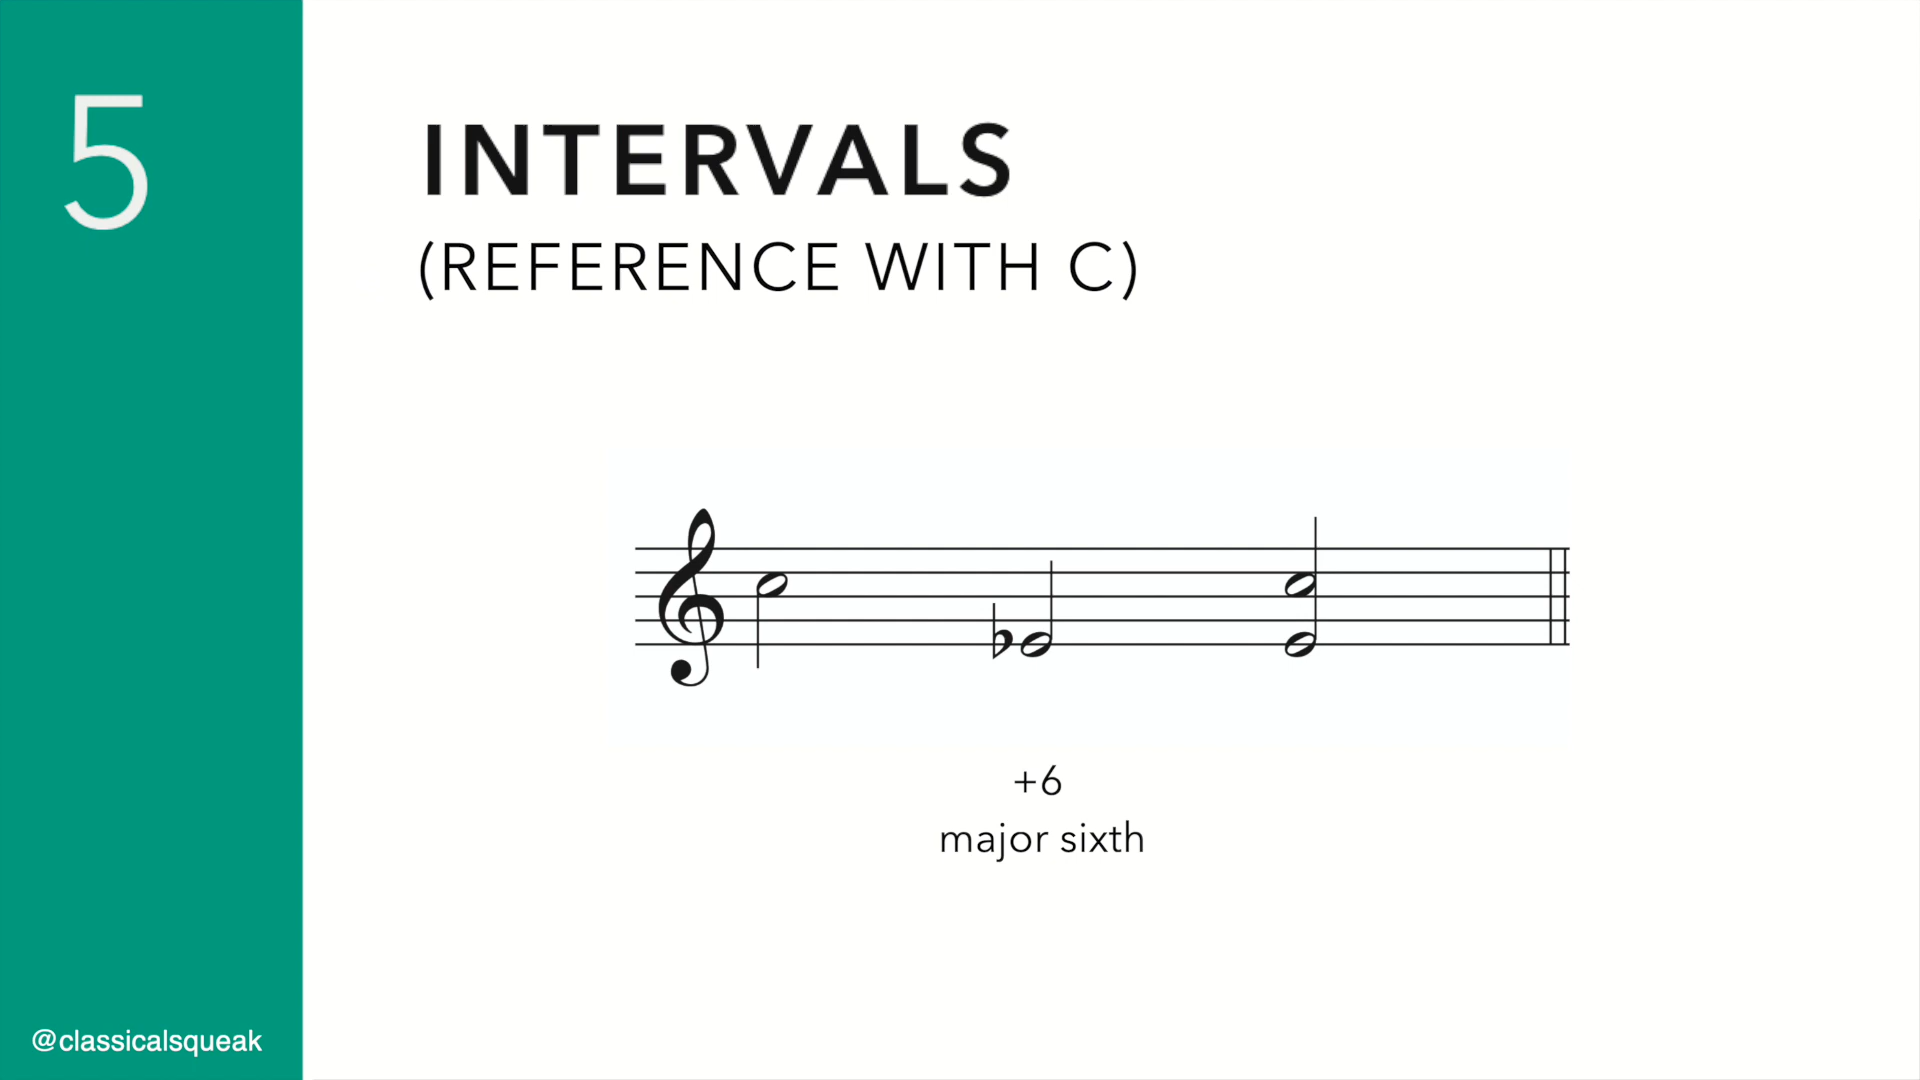 5
INTERVALS
(REFERENCE WITH C)
+6
major sixth
@classicalsqueak